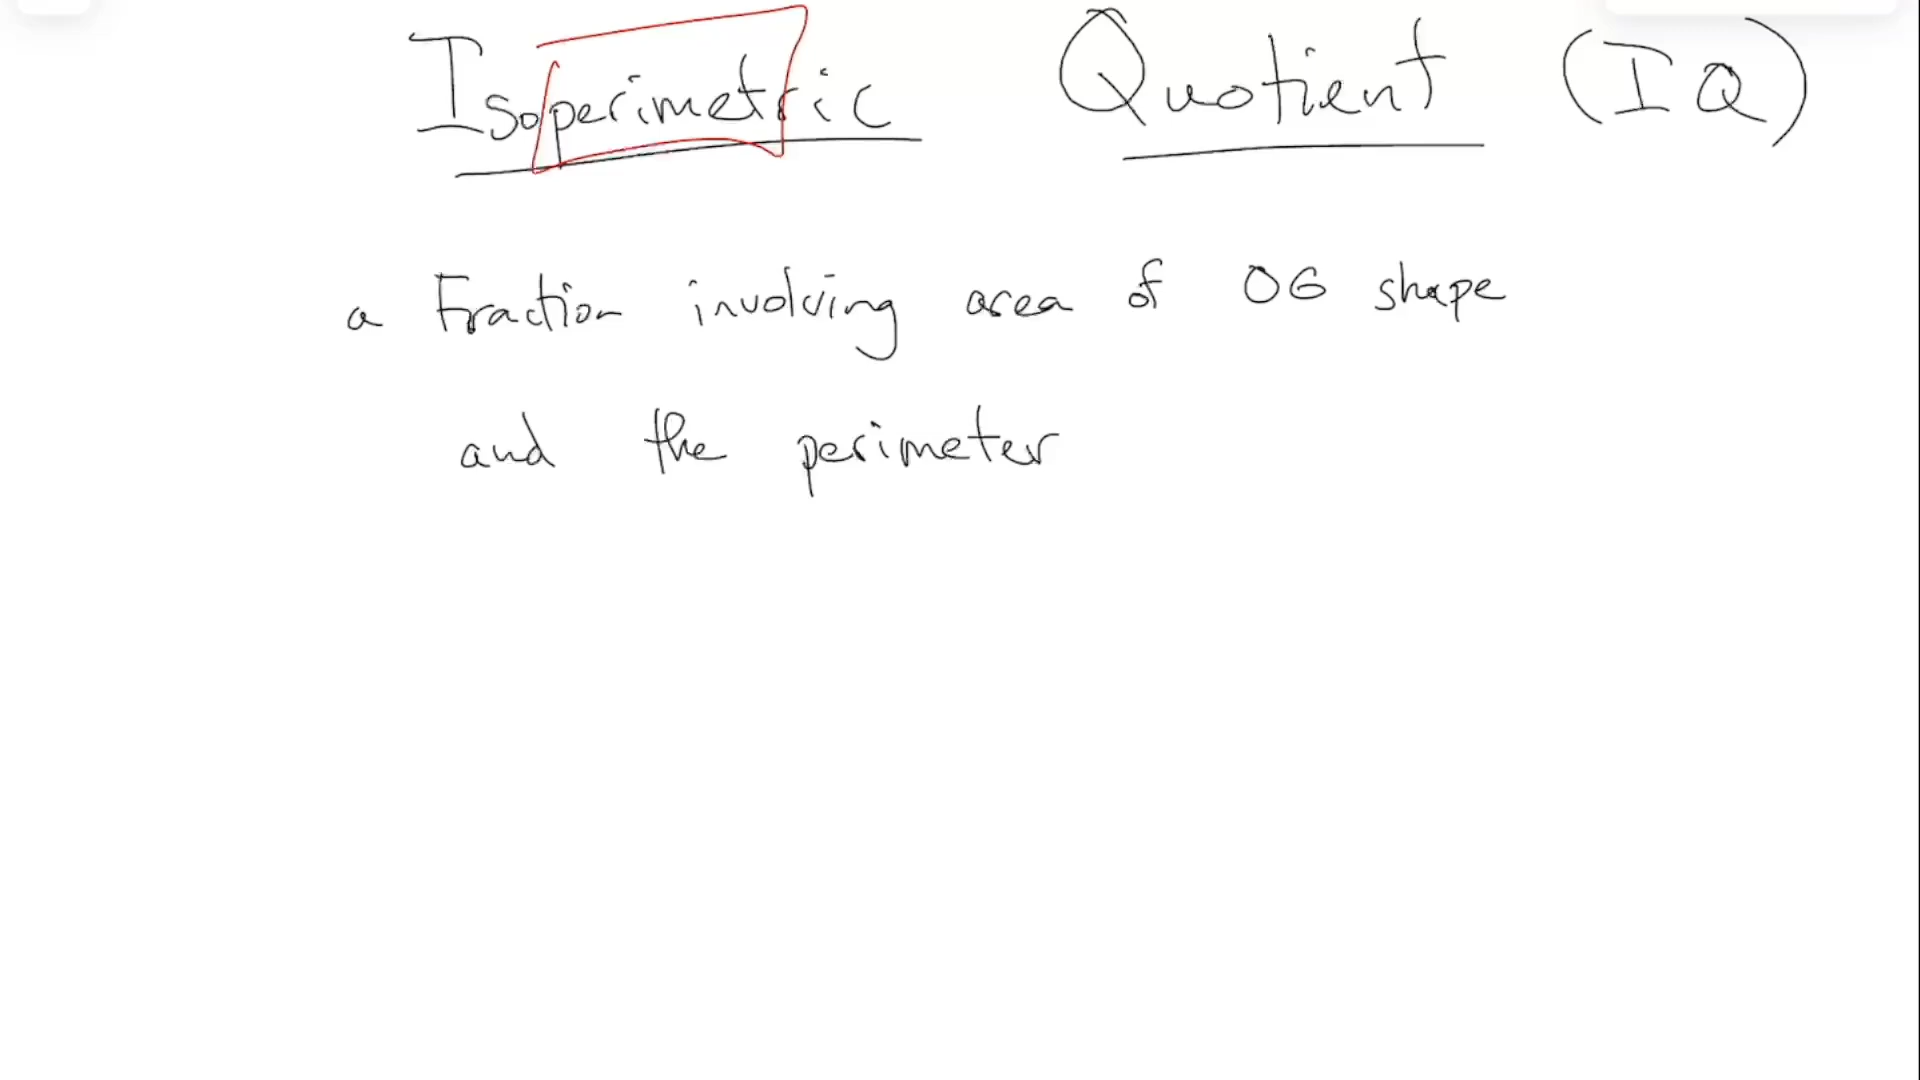 Isoperimetric Quotient (IQ)
a Fraction involving area of OG shape
and the perimeter